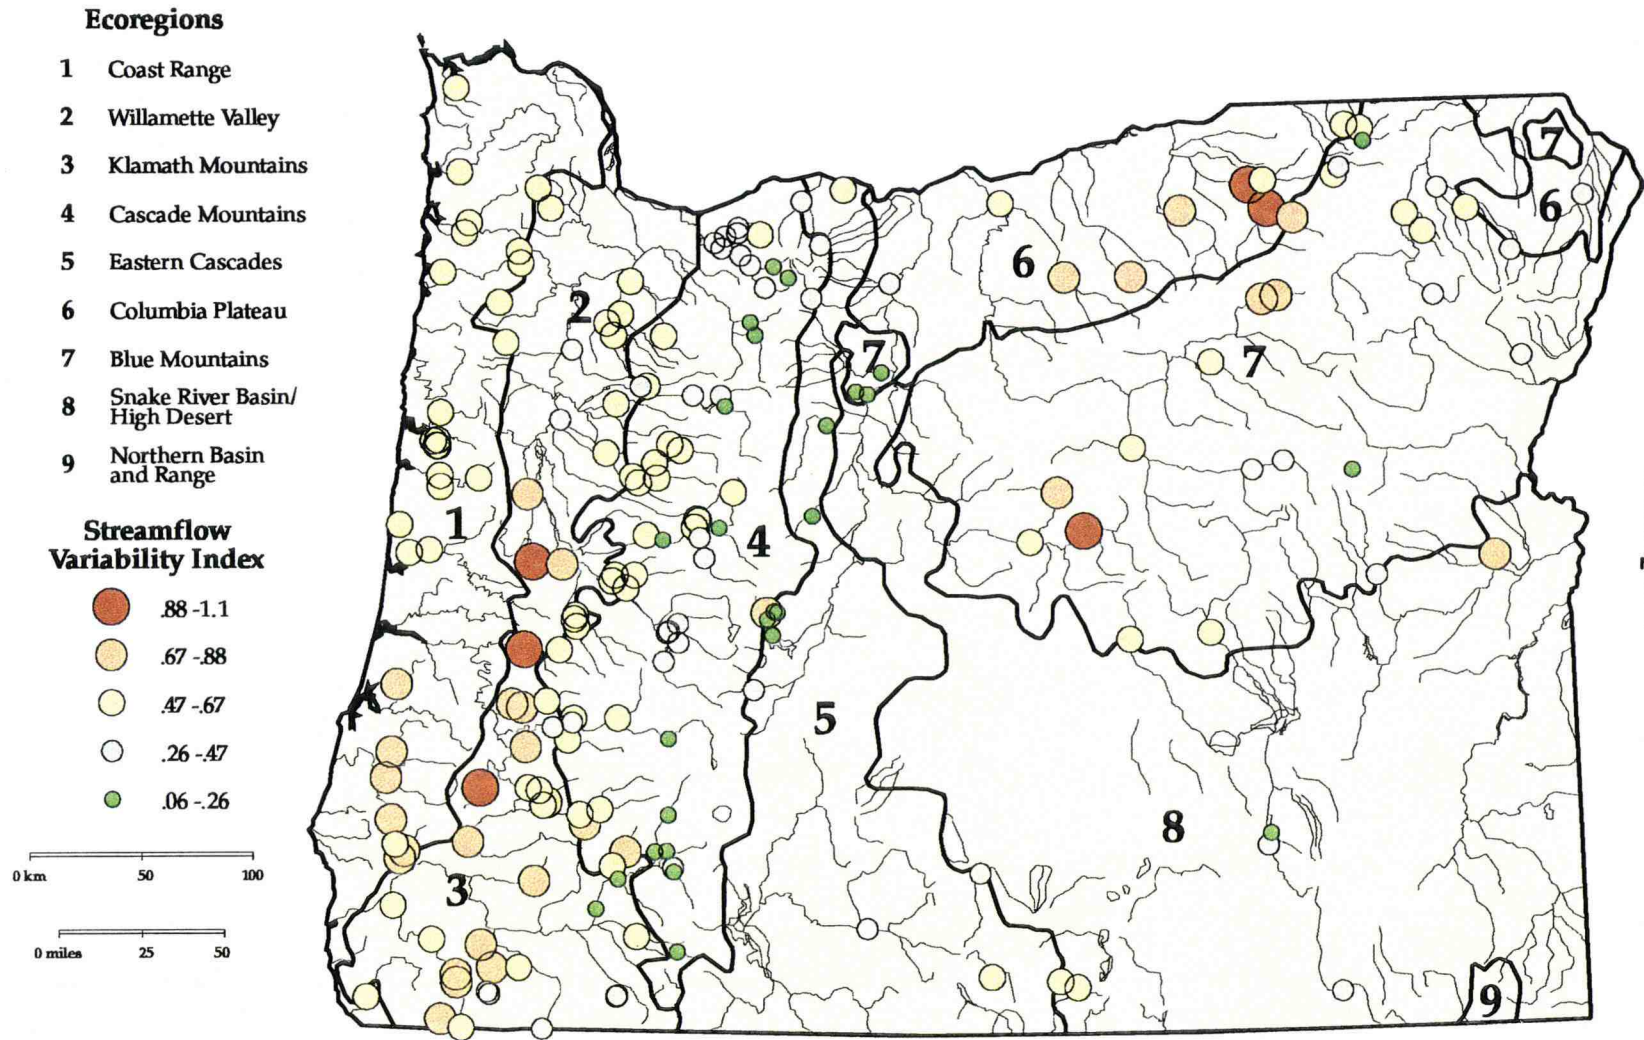 Ecoregions
1 Coast Range
2 Willamette Valley
3 Klamath Mountains
4 Cascade Mountains
5 Eastern Cascades
6 Columbia Plateau
7 Blue Mountains
8 Snake River Basin/
High Desert
9 Northern Basin
and Range
Streamflow
Variability Index
.88 -1.1
.67 -.88
.47 -.67
.26 -.47
.06 -.26
0 km 50 100
0 miles 25 50
7
6
6
2
7
7
1
4
5
8
3
9